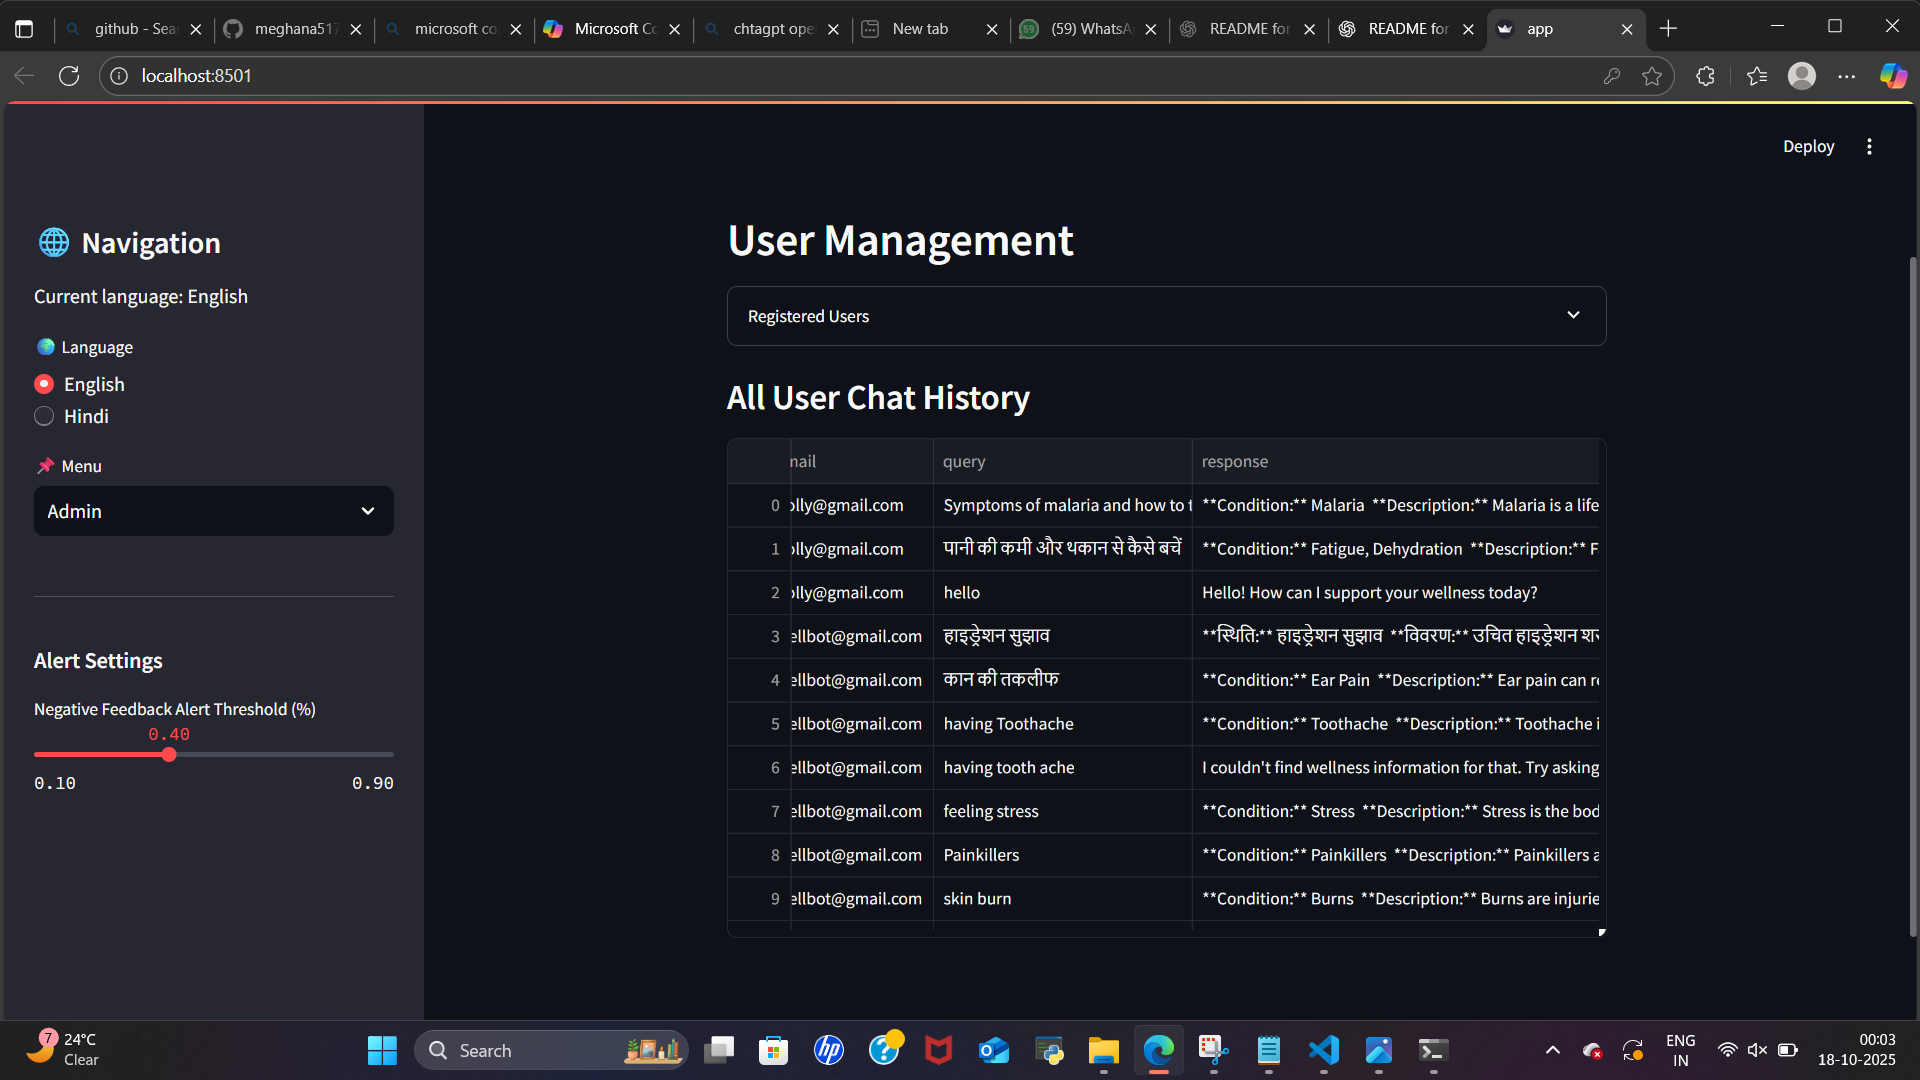 github - Sea
meghana517
microsoft co
Microsoft Co
chtagpt ope
New tab
(59) WhatsA
README for
README for
app
localhost:8501
Deploy
Navigation
Current language: English
Language
English
Hindi
Menu
Admin
Alert Settings
Negative Feedback Alert Threshold (%)
0.40
0.10 0.90
User Management
Registered Users
All User Chat History
mail query response
0 olly@gmail.com Symptoms of malaria and how to t **Condition:** Malaria **Description:** Malaria is a life
1 olly@gmail.com पानी की कमी और थकान से कैसे बचें **Condition:** Fatigue, Dehydration **Description:** F
2 olly@gmail.com hello Hello! How can I support your wellness today?
3 ellbot@gmail.com हाइड्रेशन सुझाव **स्थिति:** हाइड्रेशन सुझाव **विवरण:** उचित हाइड्रेशन शर
4 ellbot@gmail.com कान की तकलीफ **Condition:** Ear Pain **Description:** Ear pain can re
5 ellbot@gmail.com having Toothache **Condition:** Toothache **Description:** Toothache i
6 ellbot@gmail.com having tooth ache I couldn't find wellness information for that. Try asking
7 ellbot@gmail.com feeling stress **Condition:** Stress **Description:** Stress is the bod
8 ellbot@gmail.com Painkillers **Condition:** Painkillers **Description:** Painkillers a
9 ellbot@gmail.com skin burn **Condition:** Burns **Description:** Burns are injurie
7
24°C
Clear
Search
hp
ENG
IN
00:03
18-10-2025